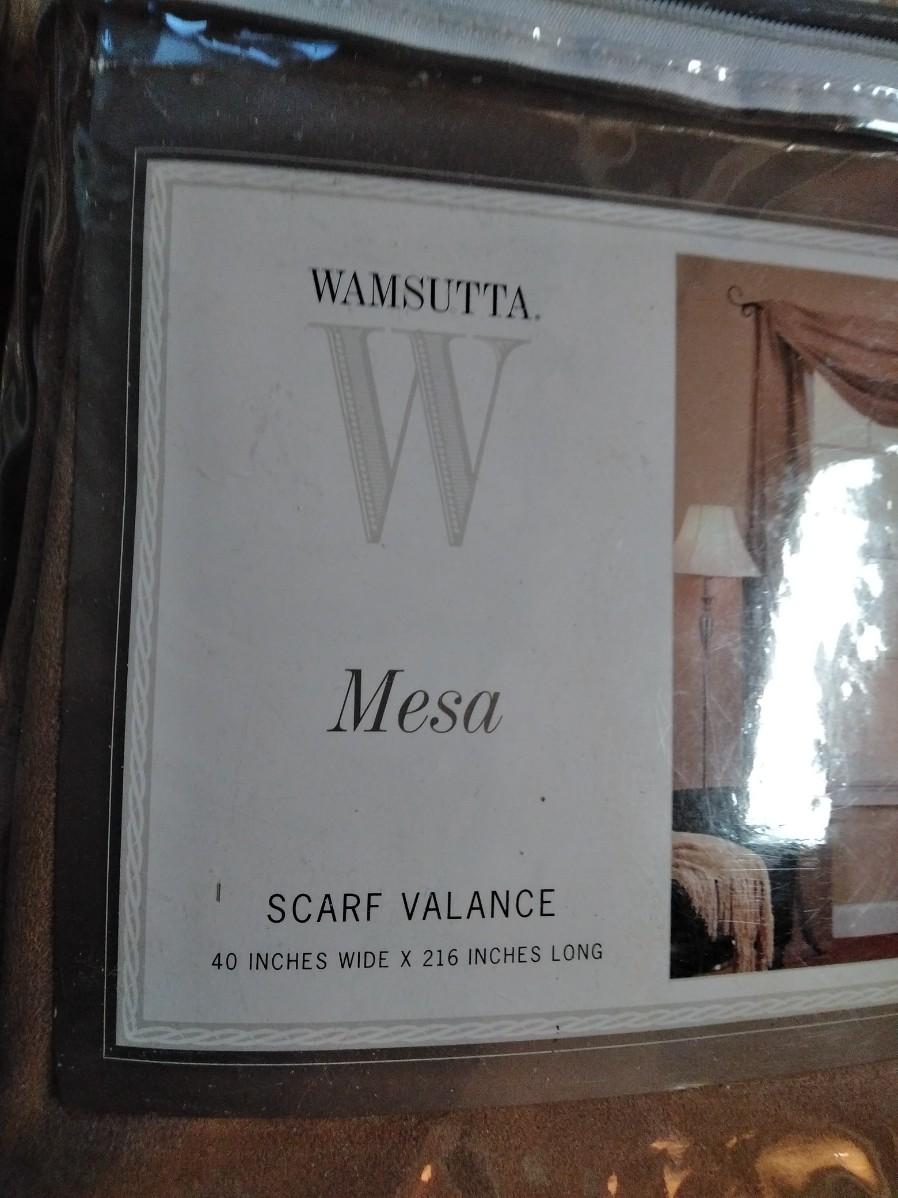 WAMSUTTA.
W
Mesa
SCARF VALANCE
40 INCHES WIDE X 216 INCHES LONG